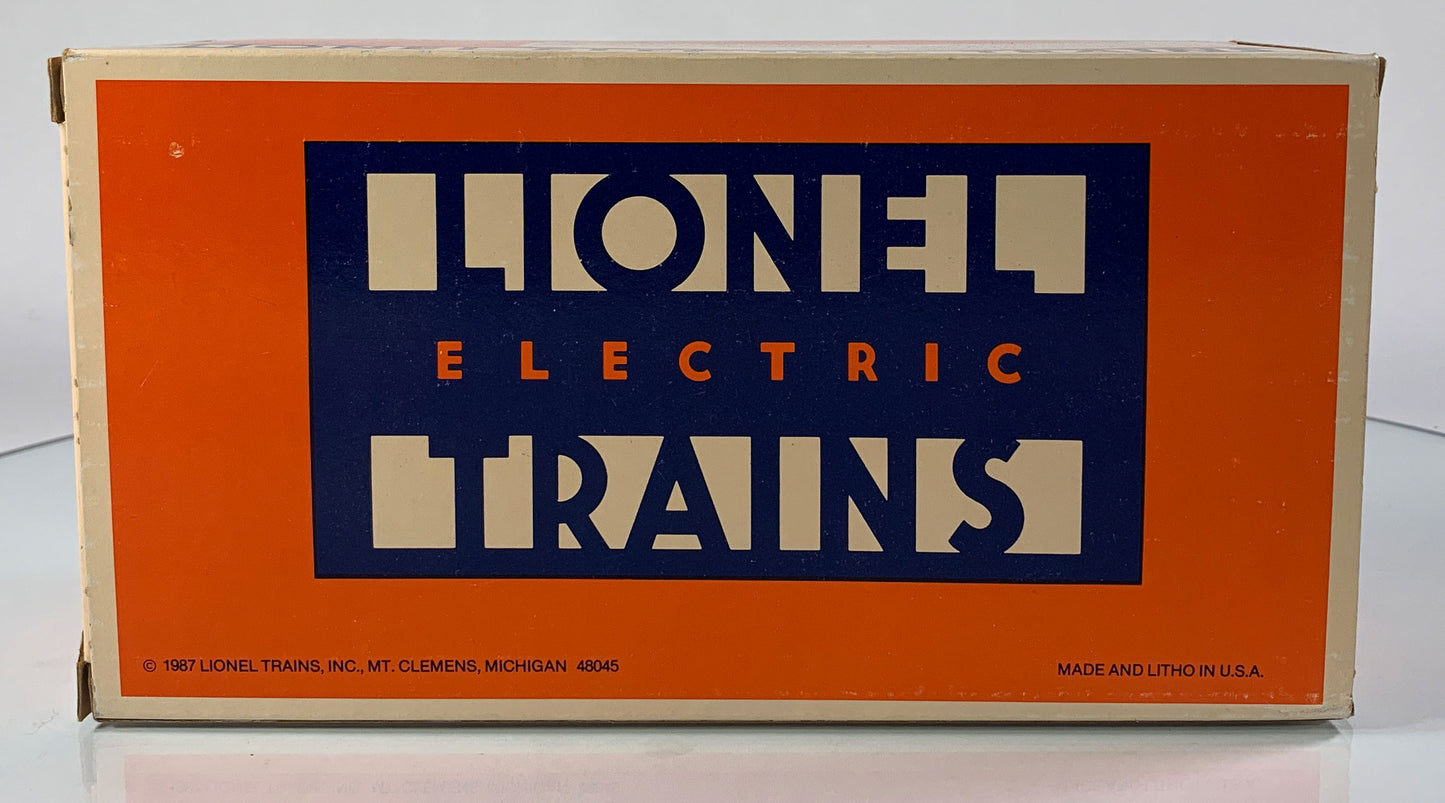 LIONEL
ELECTRIC
TRAINS
© 1987 LIONEL TRAINS, INC., MT. CLEMENS, MICHIGAN 48045
MADE AND LITHO IN U.S.A.